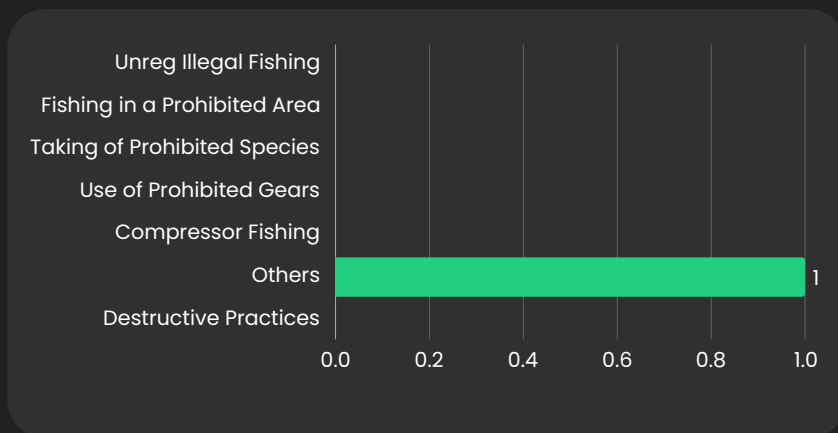 Unreg Illegal Fishing
Fishing in a Prohibited Area
Taking of Prohibited Species
Use of Prohibited Gears
Compressor Fishing
Others
1
Destructive Practices
0.0 0.2 0.4 0.6 0.8 1.0